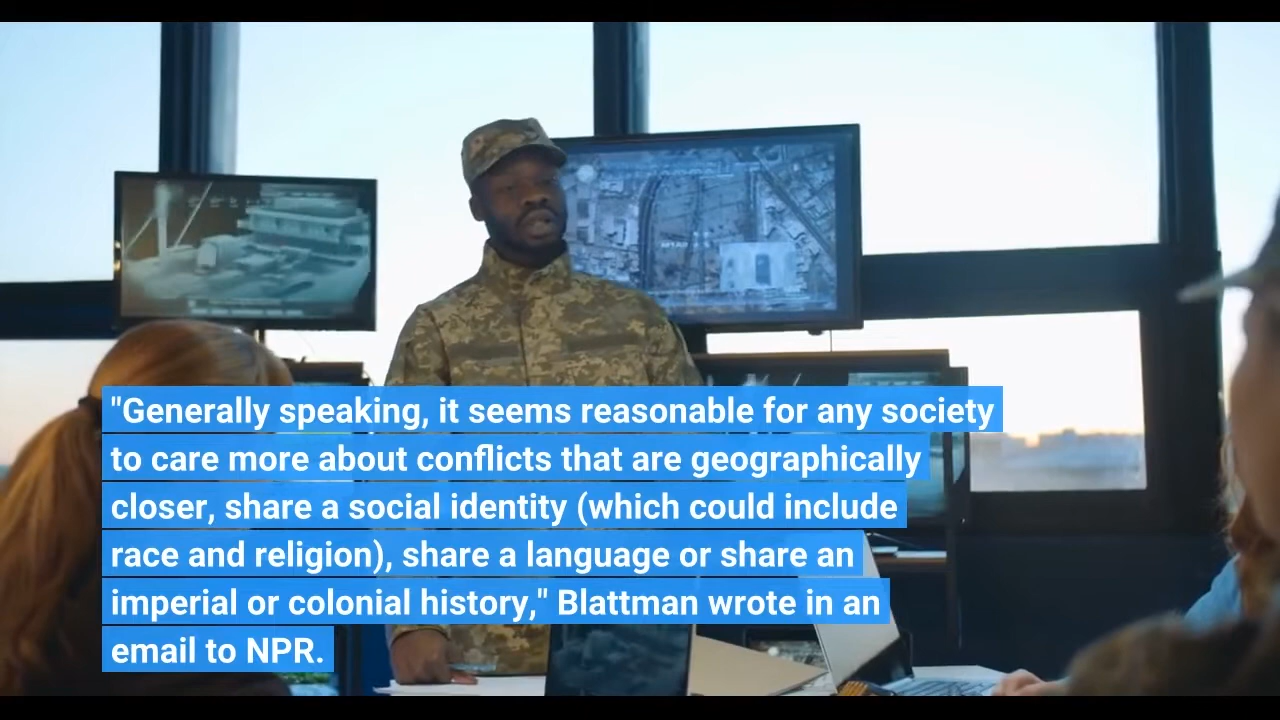 "Generally speaking, it seems reasonable for any society
to care more about conflicts that are geographically
closer, share a social identity (which could include
race and religion), share a language or share an
imperial or colonial history," Blattman wrote in an
email to NPR.